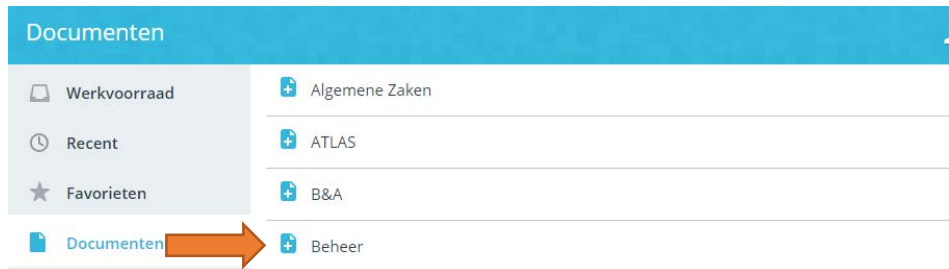 Documenten
Werkvoorraad
Recent
Favorieten
Documenten
Algemene Zaken
ATLAS
B&A
Beheer